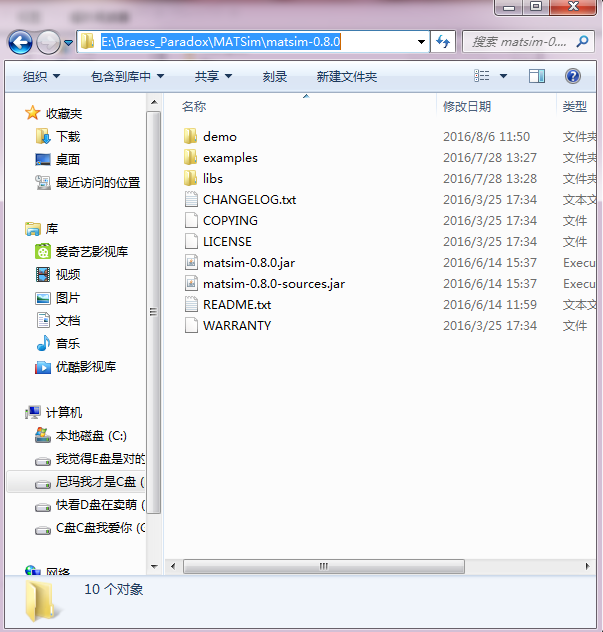 E:\Braess_Paradox\MATSim\matsim-0.8.0
搜索 matsim-0....
组织 包含到库中 共享 刻录 新建文件夹
名称 修改日期 类型
收藏夹
下载
桌面
最近访问的位置
库
爱奇艺影视库
视频
图片
文档
音乐
优酷影视库
计算机
本地磁盘 (C:)
我觉得E盘是对的
尼玛我才是C盘 (
快看D盘在卖萌 (
C盘C盘我爱你 (G
网络
demo 2016/8/6 11:50 文件夹
examples 2016/7/28 13:27 文件夹
libs 2016/7/28 13:28 文件夹
CHANGELOG.txt 2016/3/25 17:34 文本文
COPYING 2016/3/25 17:34 文件
LICENSE 2016/3/25 17:34 文件
matsim-0.8.0.jar 2016/6/14 15:37 Execu
matsim-0.8.0-sources.jar 2016/6/14 15:37 Execu
README.txt 2016/6/14 11:59 文本文
WARRANTY 2016/3/25 17:34 文件
10 个对象